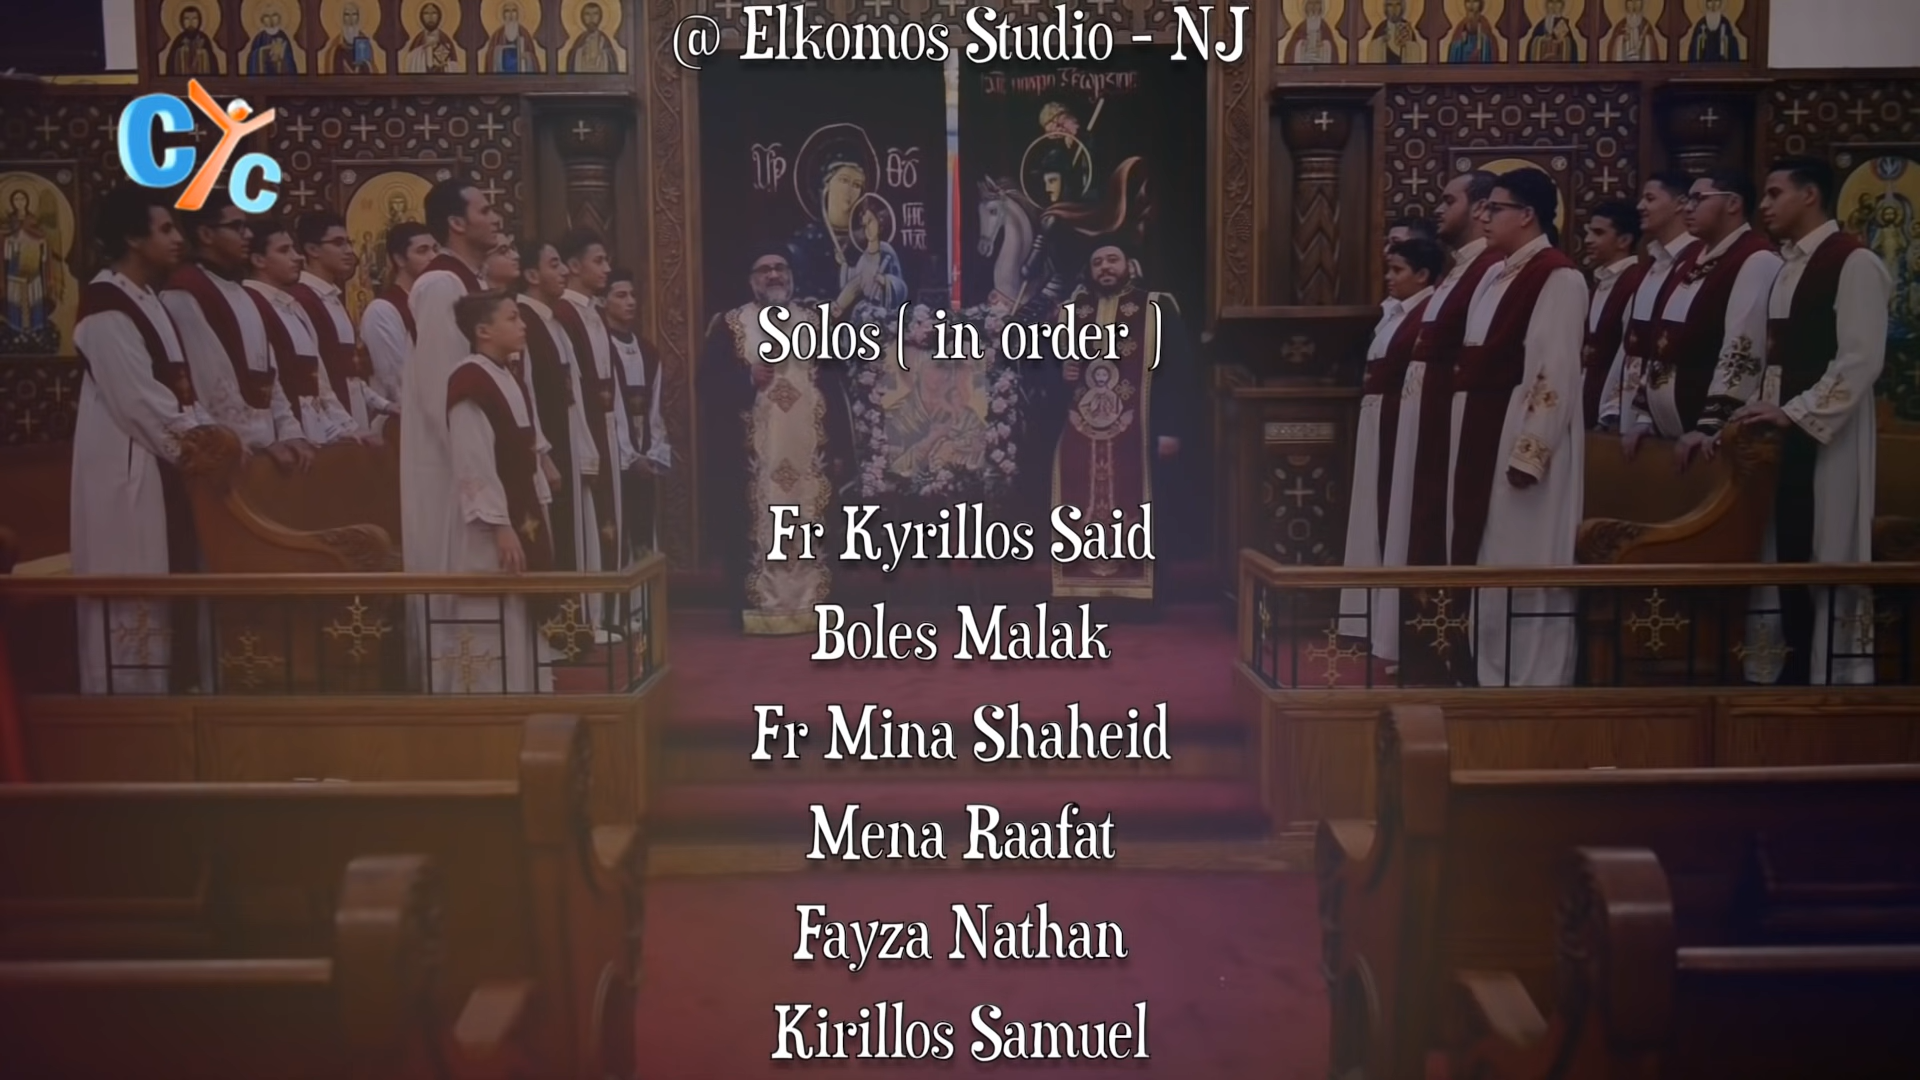 @ Elkomos Studio - NJ
CYC
Solos ( in order )
Fr Kyrillos Said
Boles Malak
Fr Mina Shaheid
Mena Raafat
Fayza Nathan
Kirillos Samuel